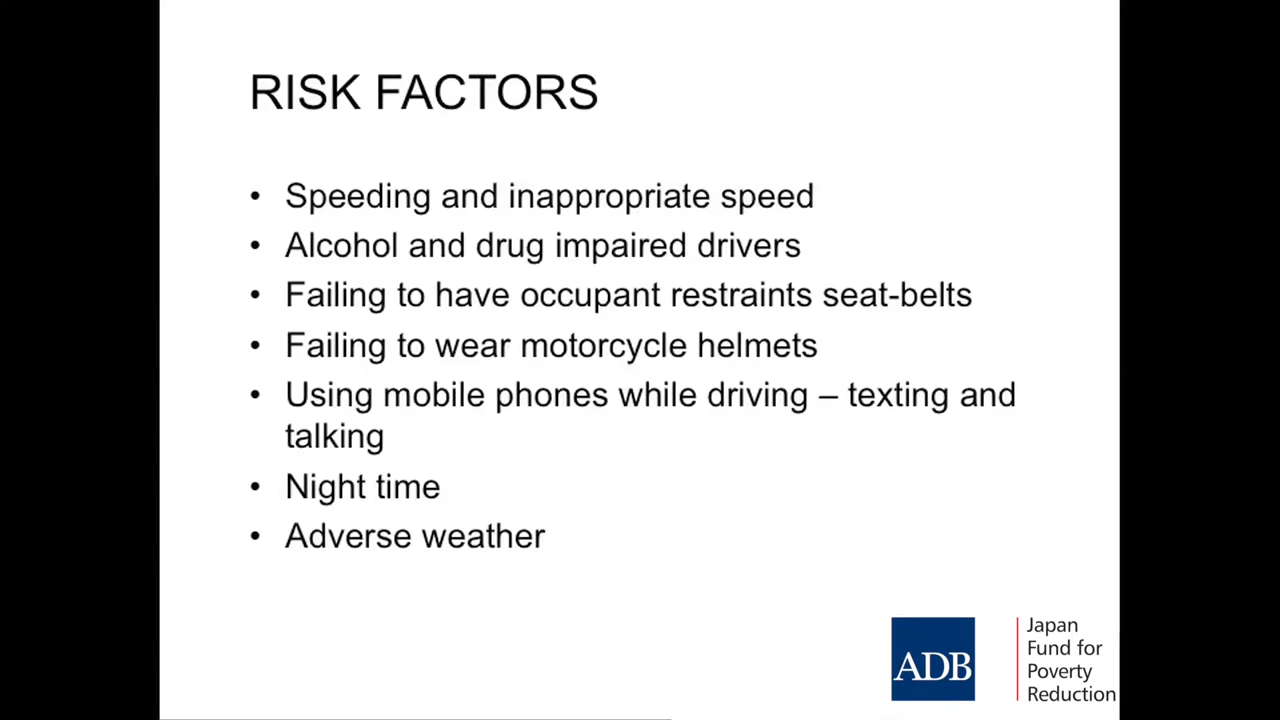 RISK FACTORS
• Speeding and inappropriate speed
• Alcohol and drug impaired drivers
• Failing to have occupant restraints seat-belts
• Failing to wear motorcycle helmets
• Using mobile phones while driving – texting and
talking
• Night time
• Adverse weather
ADB
Japan
Fund for
Poverty
Reduction